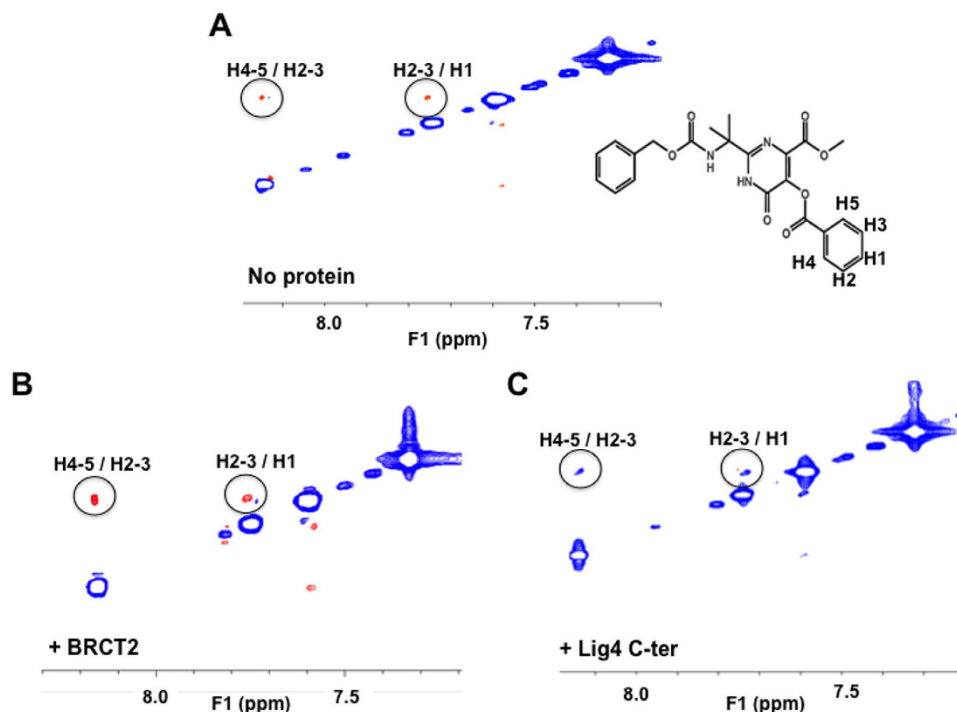 A
H4-5 / H2-3
H2-3 / H1
O
O
N
H
N
O
HN
O
O
O
O
H5
H3
H4
H1
H2
No protein
8.0
7.5
F1 (ppm)
B
H4-5 / H2-3
H2-3 / H1
+ BRCT2
8.0
7.5
F1 (ppm)
C
H4-5 / H2-3
H2-3 / H1
+ Lig4 C-ter
8.0
7.5
F1 (ppm)